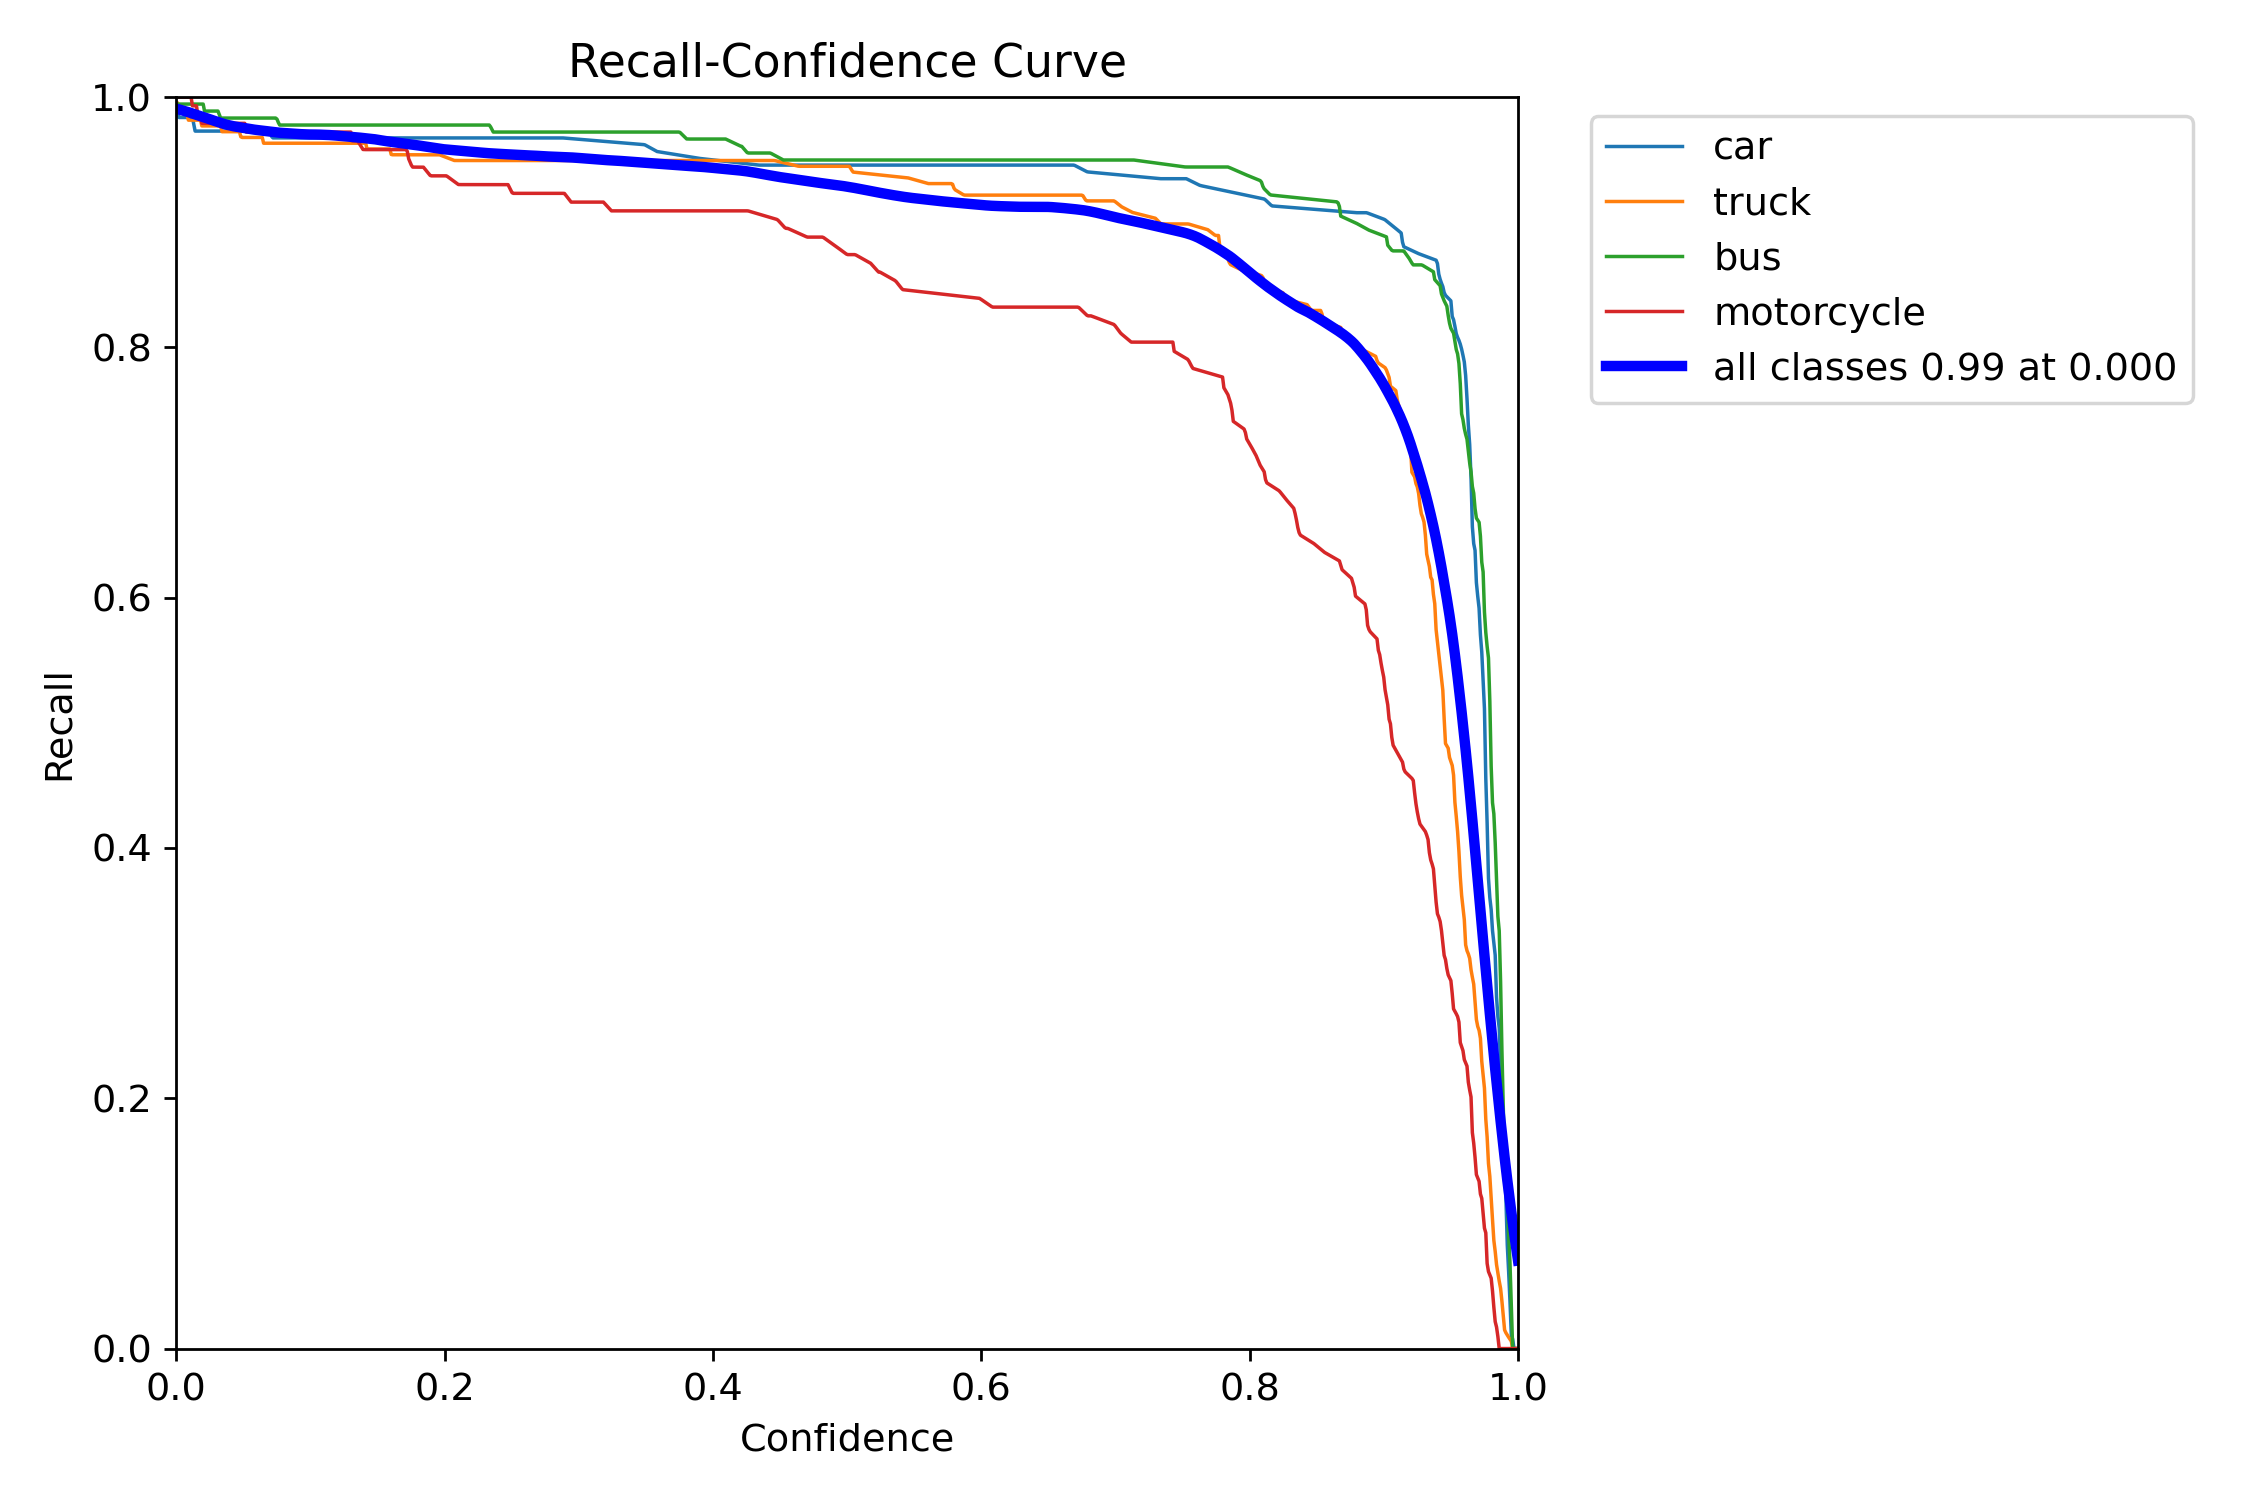 Recall-Confidence Curve
1.0
0.8
0.6
0.4
0.2
0.0
Recall
0.0 0.2 0.4 0.6 0.8 1.0
Confidence
car
truck
bus
motorcycle
all classes 0.99 at 0.000